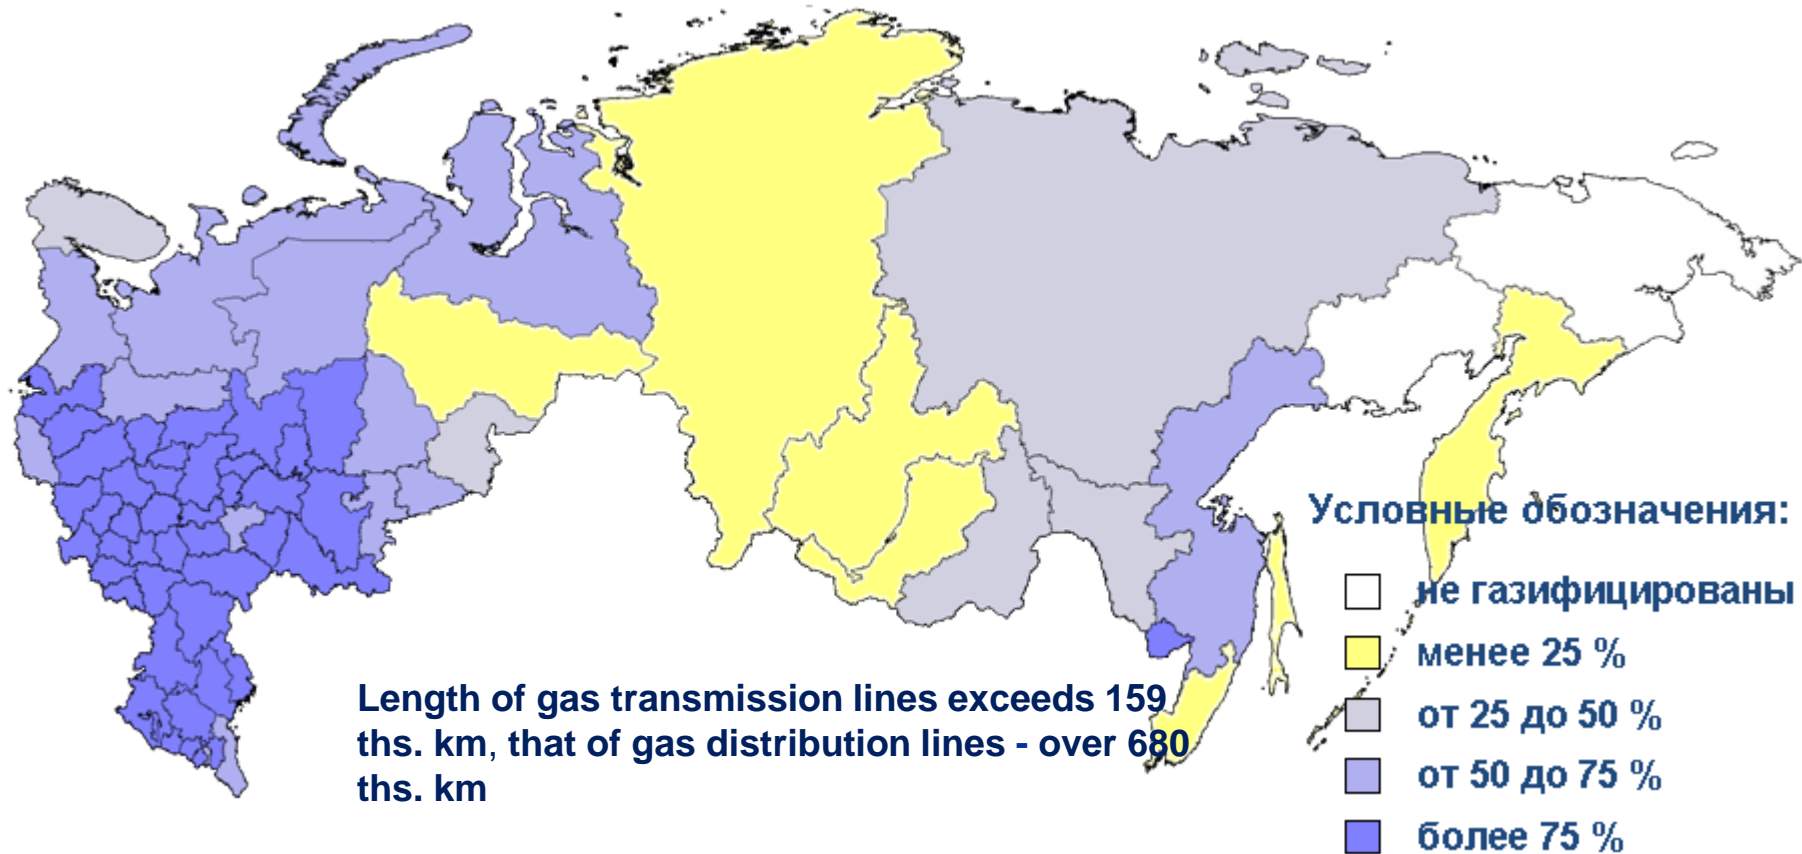 Условные обозначения:
не газифицированы
менее 25 %
от 25 до 50 %
от 50 до 75 %
более 75 %
Length of gas transmission lines exceeds 159
ths. km, that of gas distribution lines - over 680
ths. km